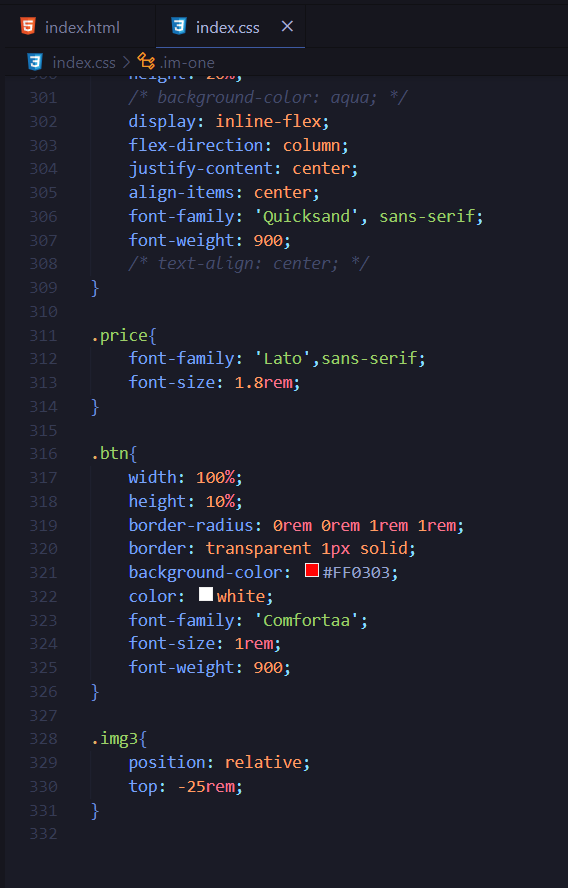 index.html
index.css ×
index.css > .im-one
300 height: 20%;
301 /* background-color: aqua; */
302 display: inline-flex;
303 flex-direction: column;
304 justify-content: center;
305 align-items: center;
306 font-family: 'Quicksand', sans-serif;
307 font-weight: 900;
308 /* text-align: center; */
309 }
310
311 .price{
312 font-family: 'Lato',sans-serif;
313 font-size: 1.8rem;
314 }
315
316 .btn{
317 width: 100%;
318 height: 10%;
319 border-radius: 0rem 0rem 1rem 1rem;
320 border: transparent 1px solid;
321 background-color: #FF0303;
322 color: white;
323 font-family: 'Comfortaa';
324 font-size: 1rem;
325 font-weight: 900;
326 }
327
328 .img3{
329 position: relative;
330 top: -25rem;
331 }
332